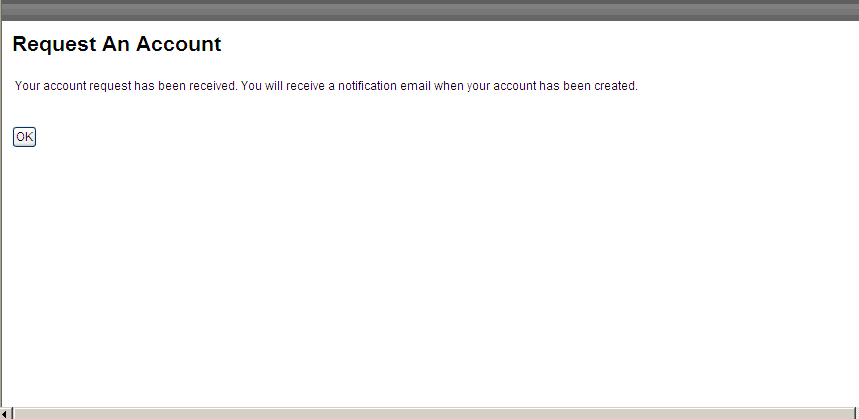 Request An Account
Your account request has been received. You will receive a notification email when your account has been created.
OK